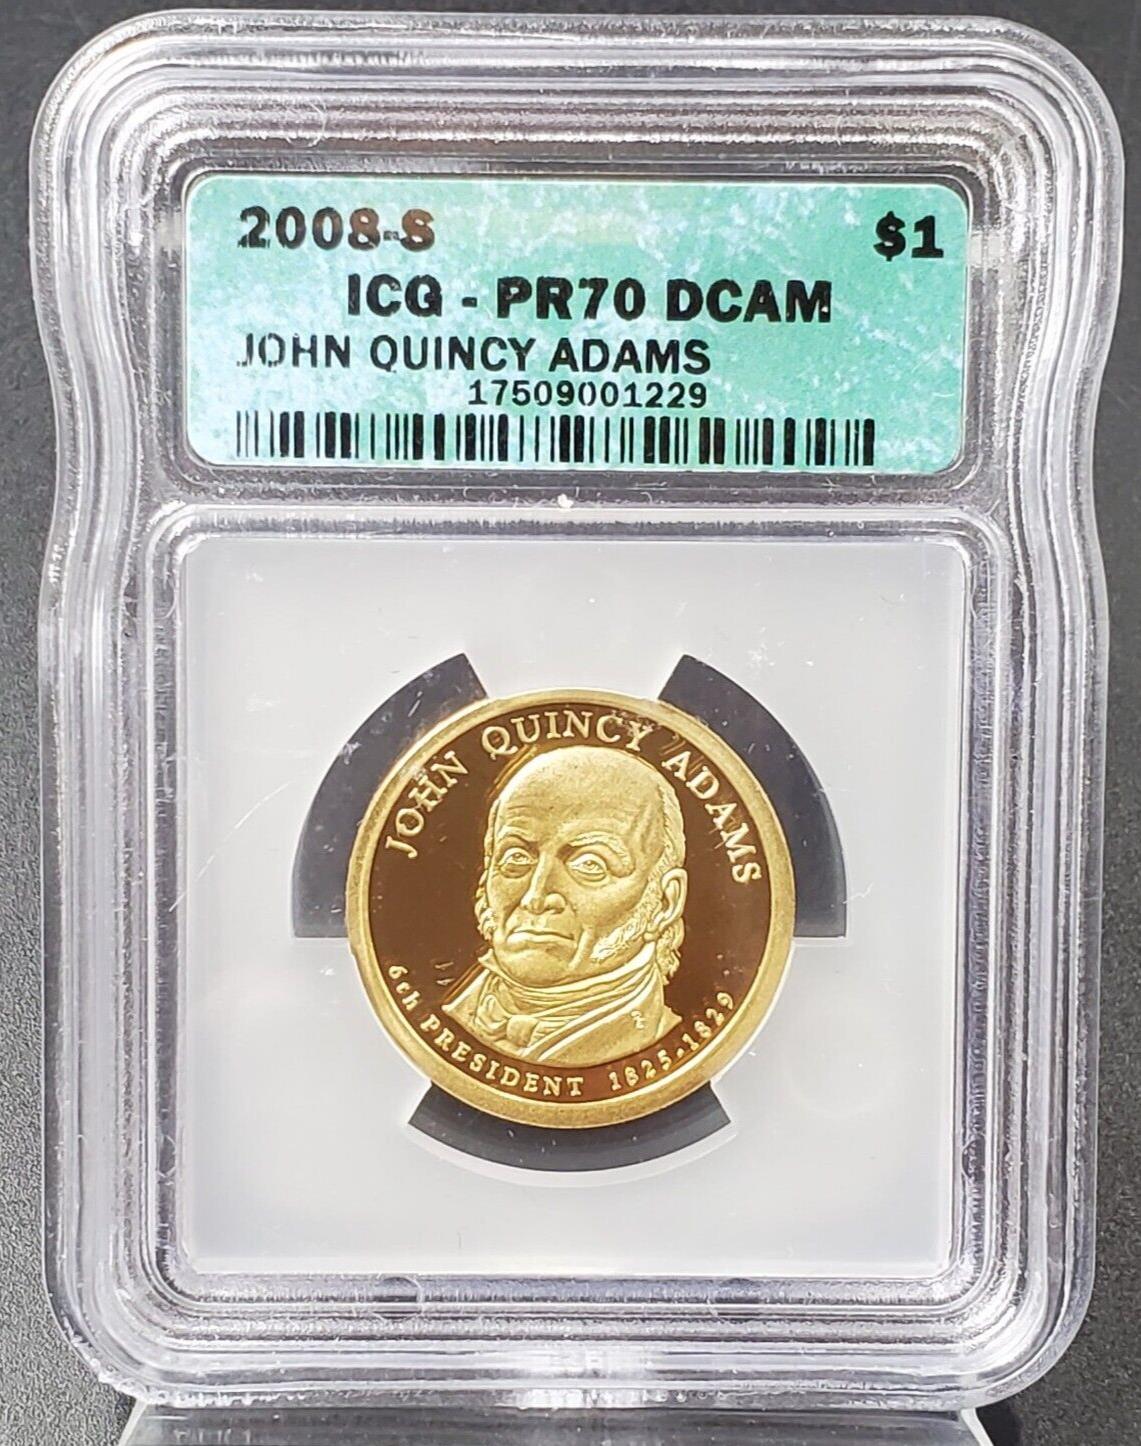 2008-S $1
ICG - PR70 DCAM
JOHN QUINCY ADAMS
17509001229
JOHN QUINCY ADAMS
6th PRESIDENT 1825-1829